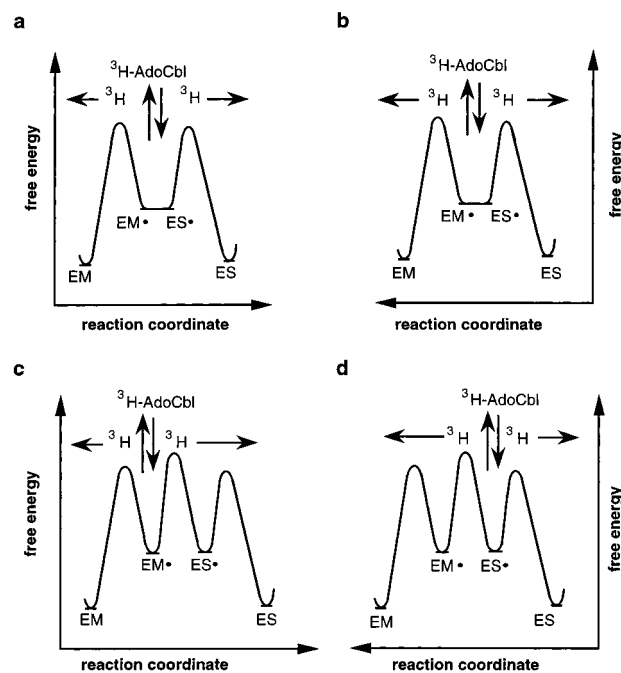 a
³H-AdoCbl
³H ³H
free energy
EM• ES•
EM
ES
reaction coordinate
b
³H-AdoCbl
³H ³H
free energy
EM• ES•
EM
ES
reaction coordinate
c
³H-AdoCbl
³H ³H
free energy
EM• ES•
EM
ES
reaction coordinate
d
³H-AdoCbl
³H ³H
free energy
EM• ES•
EM
ES
reaction coordinate